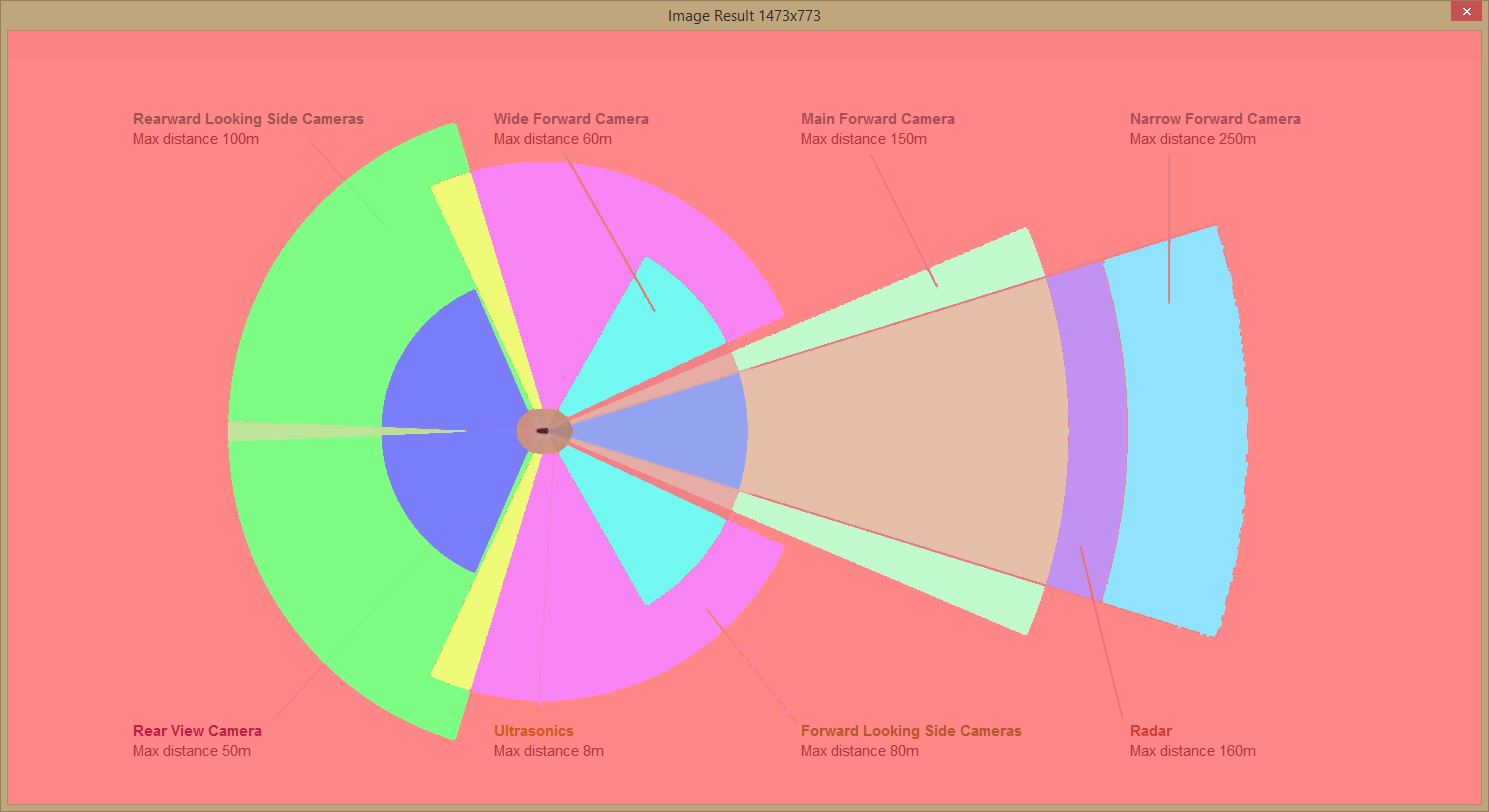 Image Result 1473x773
Rearward Looking Side Cameras
Max distance 100m
Wide Forward Camera
Max distance 60m
Main Forward Camera
Max distance 150m
Narrow Forward Camera
Max distance 250m
Rear View Camera
Max distance 50m
Ultrasonics
Max distance 8m
Forward Looking Side Cameras
Max distance 80m
Radar
Max distance 160m